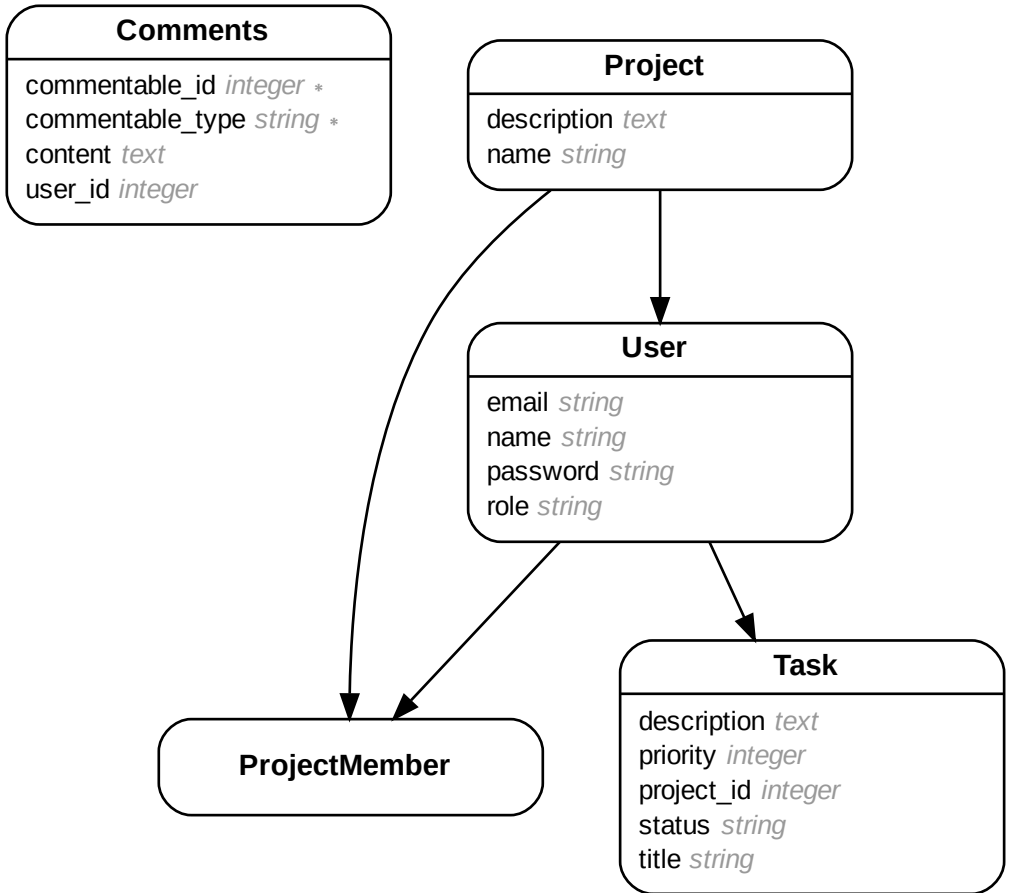 Comments
commentable_id integer *
commentable_type string *
content text
user_id integer
Project
description text
name string
User
email string
name string
password string
role string
ProjectMember
Task
description text
priority integer
project_id integer
status string
title string